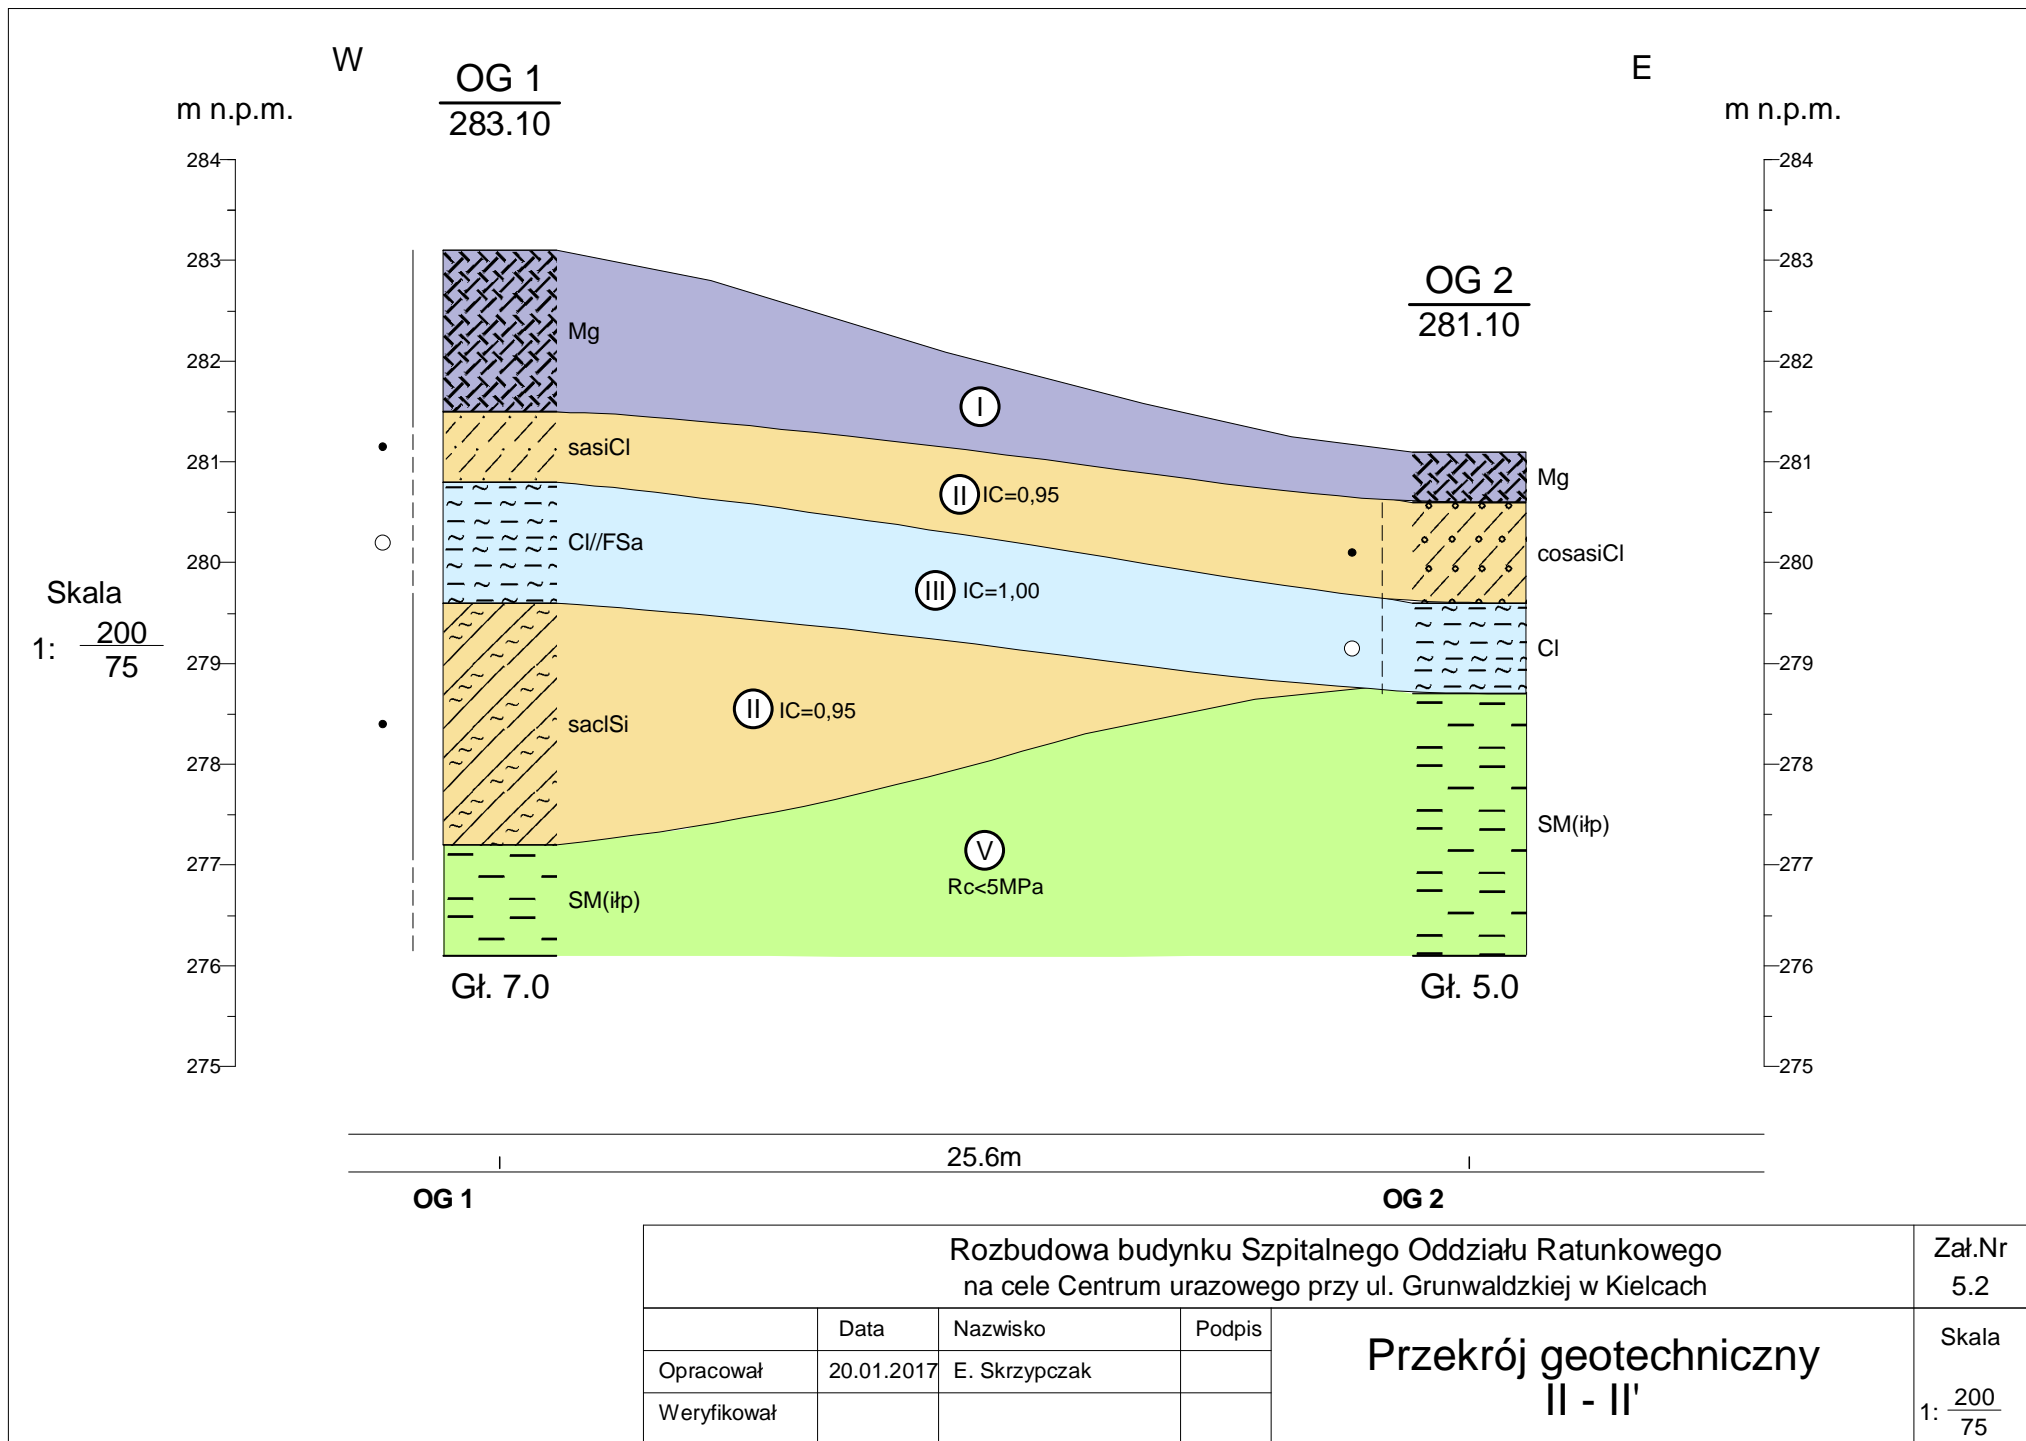 W
E
OG 1
283.10
m n.p.m.
m n.p.m.
284
284
283
283
OG 2
281.10
282
282
Mg
I
281
281
sasiCl
Mg
II IC=0,95
280
280
Cl//FSa
cosasiCl
III IC=1,00
Skala
1: 200
75
279
279
Cl
II IC=0,95
saclSi
278
278
SM(iłp)
V
Rc<5MPa
277
277
SM(iłp)
276
276
Gł. 7.0
Gł. 5.0
275
275
25.6m
OG 1
OG 2
Rozbudowa budynku Szpitalnego Oddziału Ratunkowego
na cele Centrum urazowego przy ul. Grunwaldzkiej w Kielcach
Zał.Nr
5.2
Data Nazwisko Podpis
Opracował 20.01.2017 E. Skrzypczak
Weryfikował
Przekrój geotechniczny
II - II'
Skala
1: 200
75